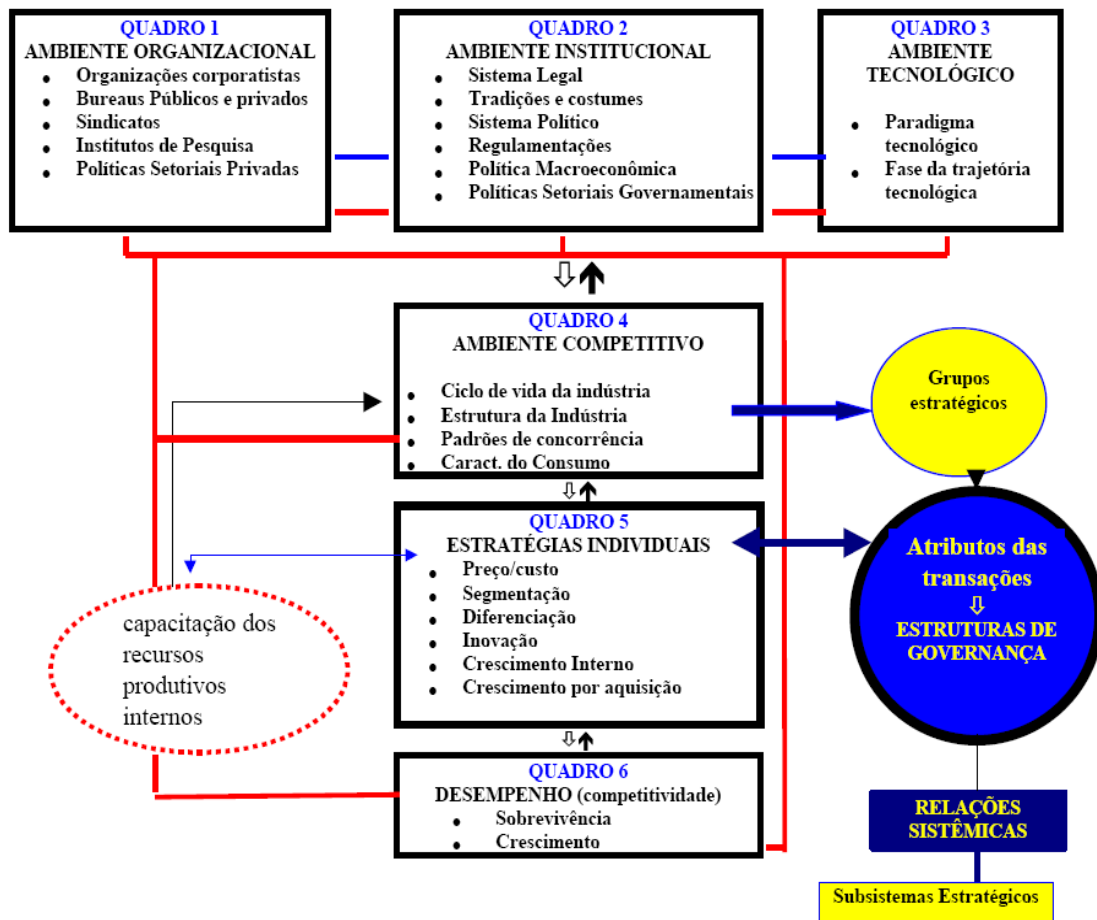 QUADRO 1
AMBIENTE ORGANIZACIONAL
• Organizações corporatistas
• Bureaus Públicos e privados
• Sindicatos
• Institutos de Pesquisa
• Políticas Setoriais Privadas
QUADRO 2
AMBIENTE INSTITUCIONAL
• Sistema Legal
• Tradições e costumes
• Sistema Político
• Regulamentações
• Política Macroeconômica
• Políticas Setoriais Governamentais
QUADRO 3
AMBIENTE
TECNOLÓGICO
• Paradigma
tecnológico
• Fase da trajetória
tecnológica
QUADRO 4
AMBIENTE COMPETITIVO
• Ciclo de vida da indústria
• Estrutura da Indústria
• Padrões de concorrência
• Caract. do Consumo
Grupos
estratégicos
QUADRO 5
ESTRATÉGIAS INDIVIDUAIS
• Preço/custo
• Segmentação
• Diferenciação
• Inovação
• Crescimento Interno
• Crescimento por aquisição
Atributos das
transações
ESTRUTURAS DE
GOVERNANÇA
capacitação dos
recursos
produtivos
internos
QUADRO 6
DESEMPENHO (competitividade)
• Sobrevivência
• Crescimento
RELAÇÕES
SISTÊMICAS
Subsistemas Estratégicos